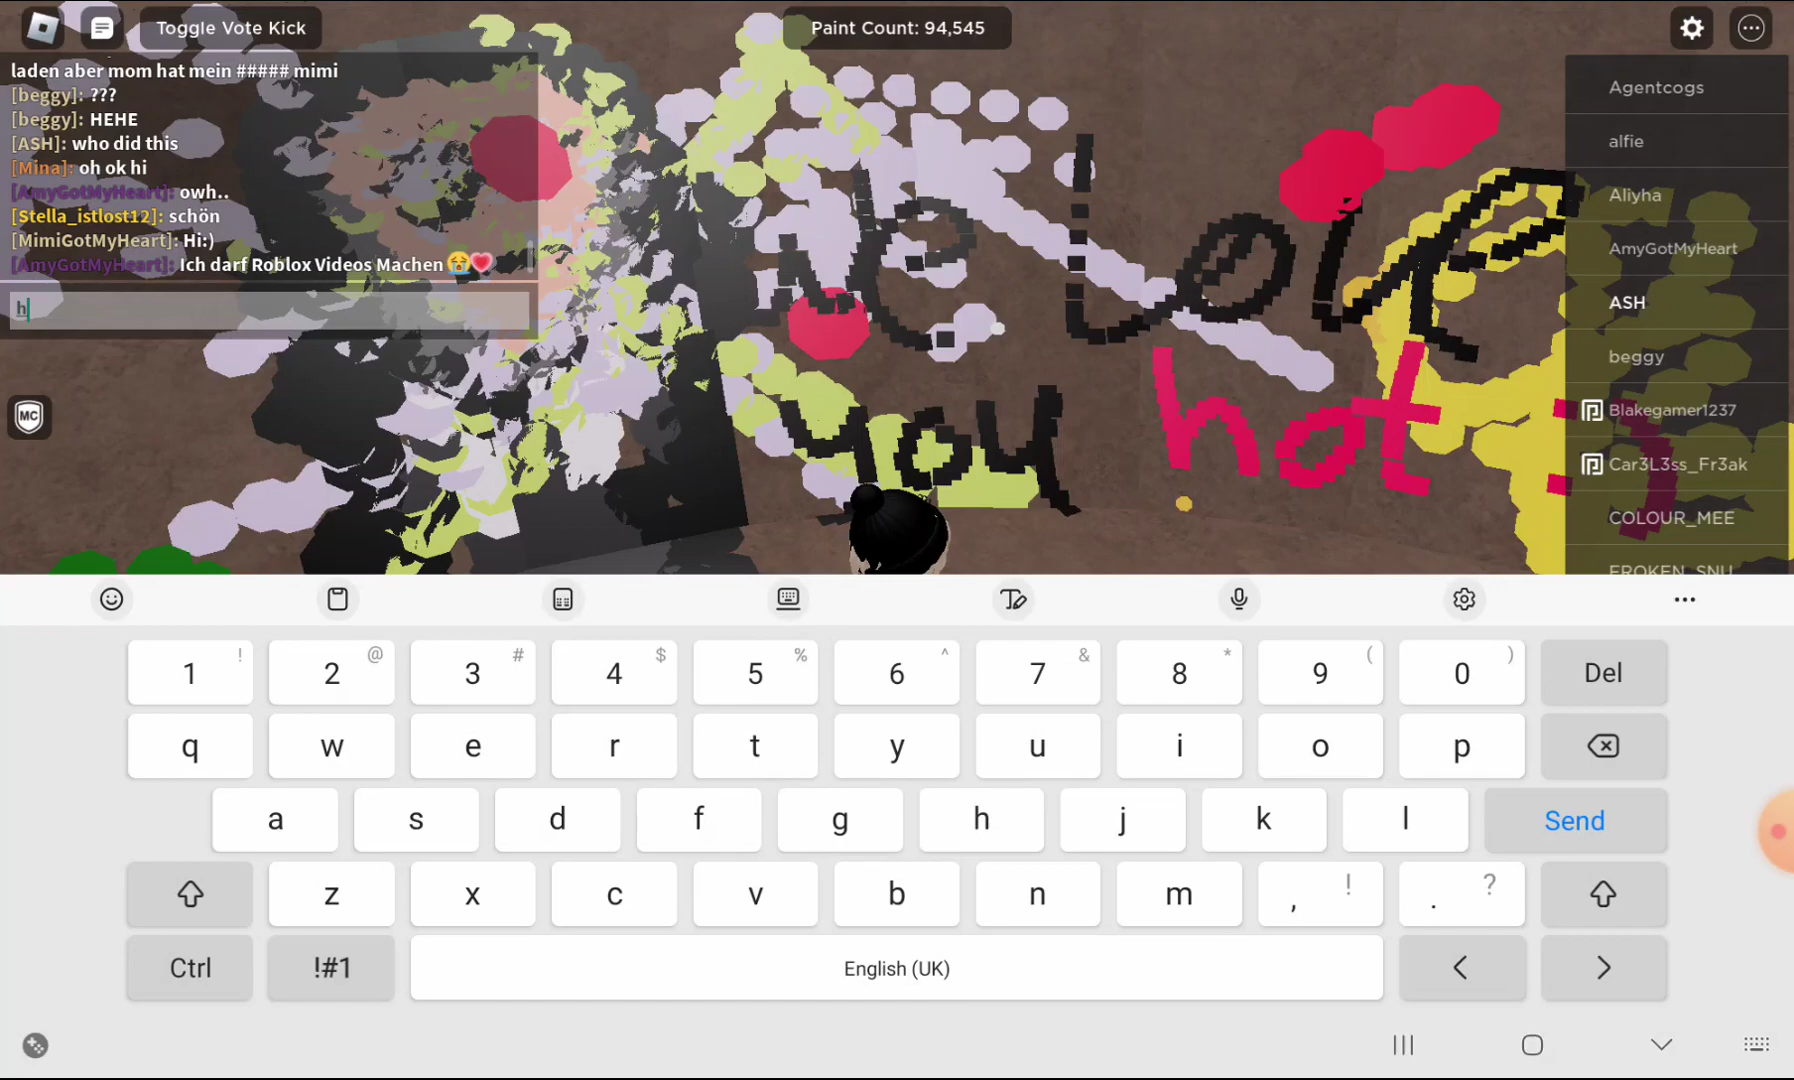 Toggle Vote Kick
Paint Count: 94,545
laden aber mom hat mein ##### mimi
[beggy]: ???
[beggy]: HEHE
[ASH]: who did this
[Mina]: oh ok hi
[AmyGotMyHeart]: owh..
[Stella_istlost12]: schön
[MimiGotMyHeart]: Hi:)
[AmyGotMyHeart]: Ich darf Roblox Videos Machen 😭❤️
h
MC
you
hot
Agentcogs
alfie
Aliyha
AmyGotMyHeart
ASH
beggy
Blakegamer1237
Car3L3ss_Fr3ak
COLOUR_MEE
FROKEN_SNU
1 ! 2 @ 3 # 4 $ 5 % 6 ^ 7 & 8 * 9 ( 0 ) Del
q w e r t y u i o p
a s d f g h j k l Send
z x c v b n m , ! . ?
Ctrl !#1 English (UK) < >